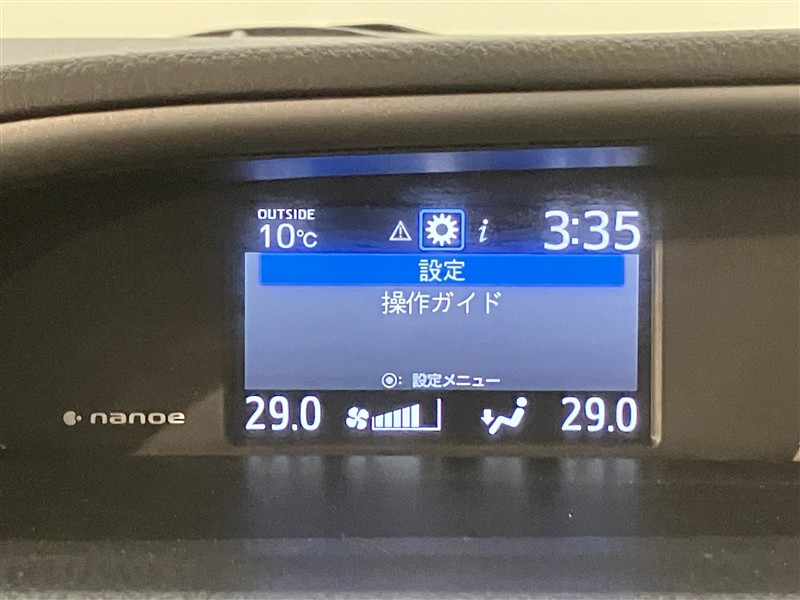 OUTSIDE
10℃
i
3:35
設定
操作ガイド
◉: 設定メニュー
29.0
29.0
nanoe